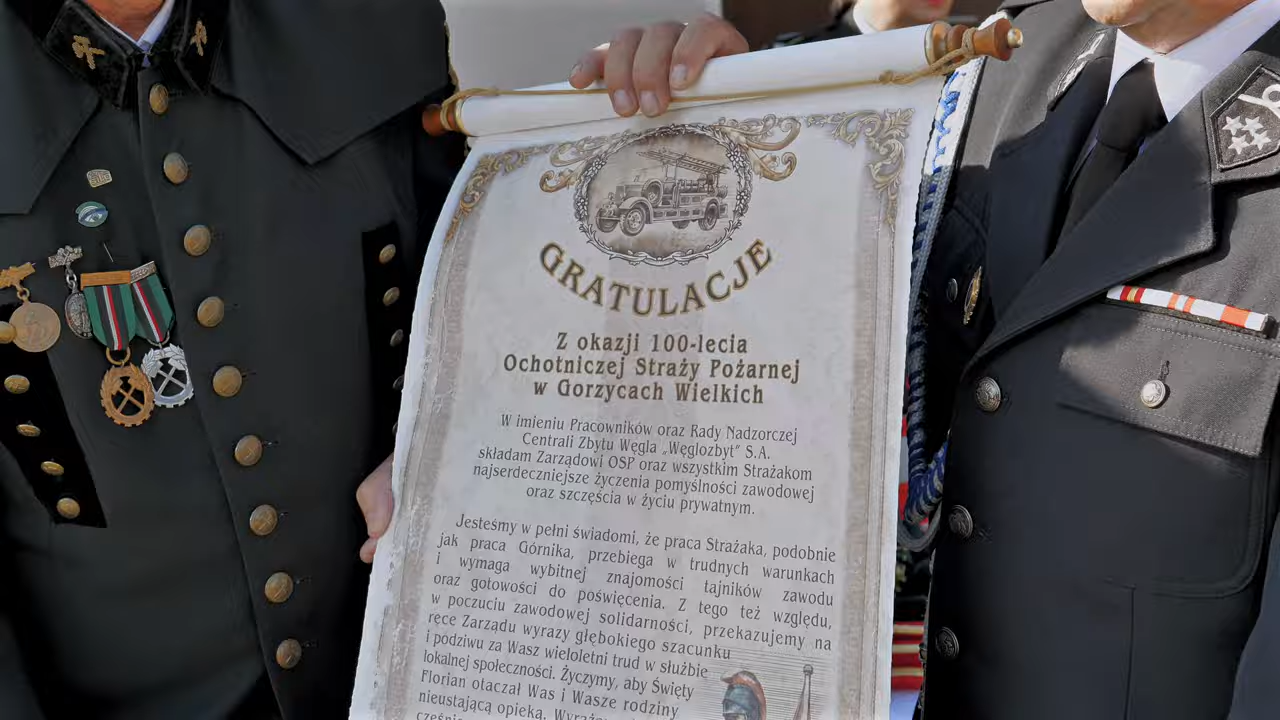 GRATULACJE
Z okazji 100-lecia
Ochotniczej Straży Pożarnej
w Gorzycach Wielkich
W imieniu Pracowników oraz Rady Nadzorczej
Centrali Zbytu Węgla „Węglozbyt" S.A.
składam Zarządowi OSP oraz wszystkim Strażakom
najserdeczniejsze życzenia pomyślności zawodowej
oraz szczęścia w życiu prywatnym.
Jesteśmy w pełni świadomi, że praca Strażaka, podobnie
jak praca Górnika, przebiega w trudnych warunkach
i wymaga wybitnej znajomości tajników zawodu
oraz gotowości do poświęcenia. Z tego też względu,
w poczuciu zawodowej solidarności, przekazujemy na
ręce Zarządu wyrazy głębokiego szacunku
i podziwu za Wasz wieloletni trud w służbie
lokalnej społeczności. Życzymy, aby Święty
Florian otaczał Was i Wasze rodziny
nieustającą opieką.